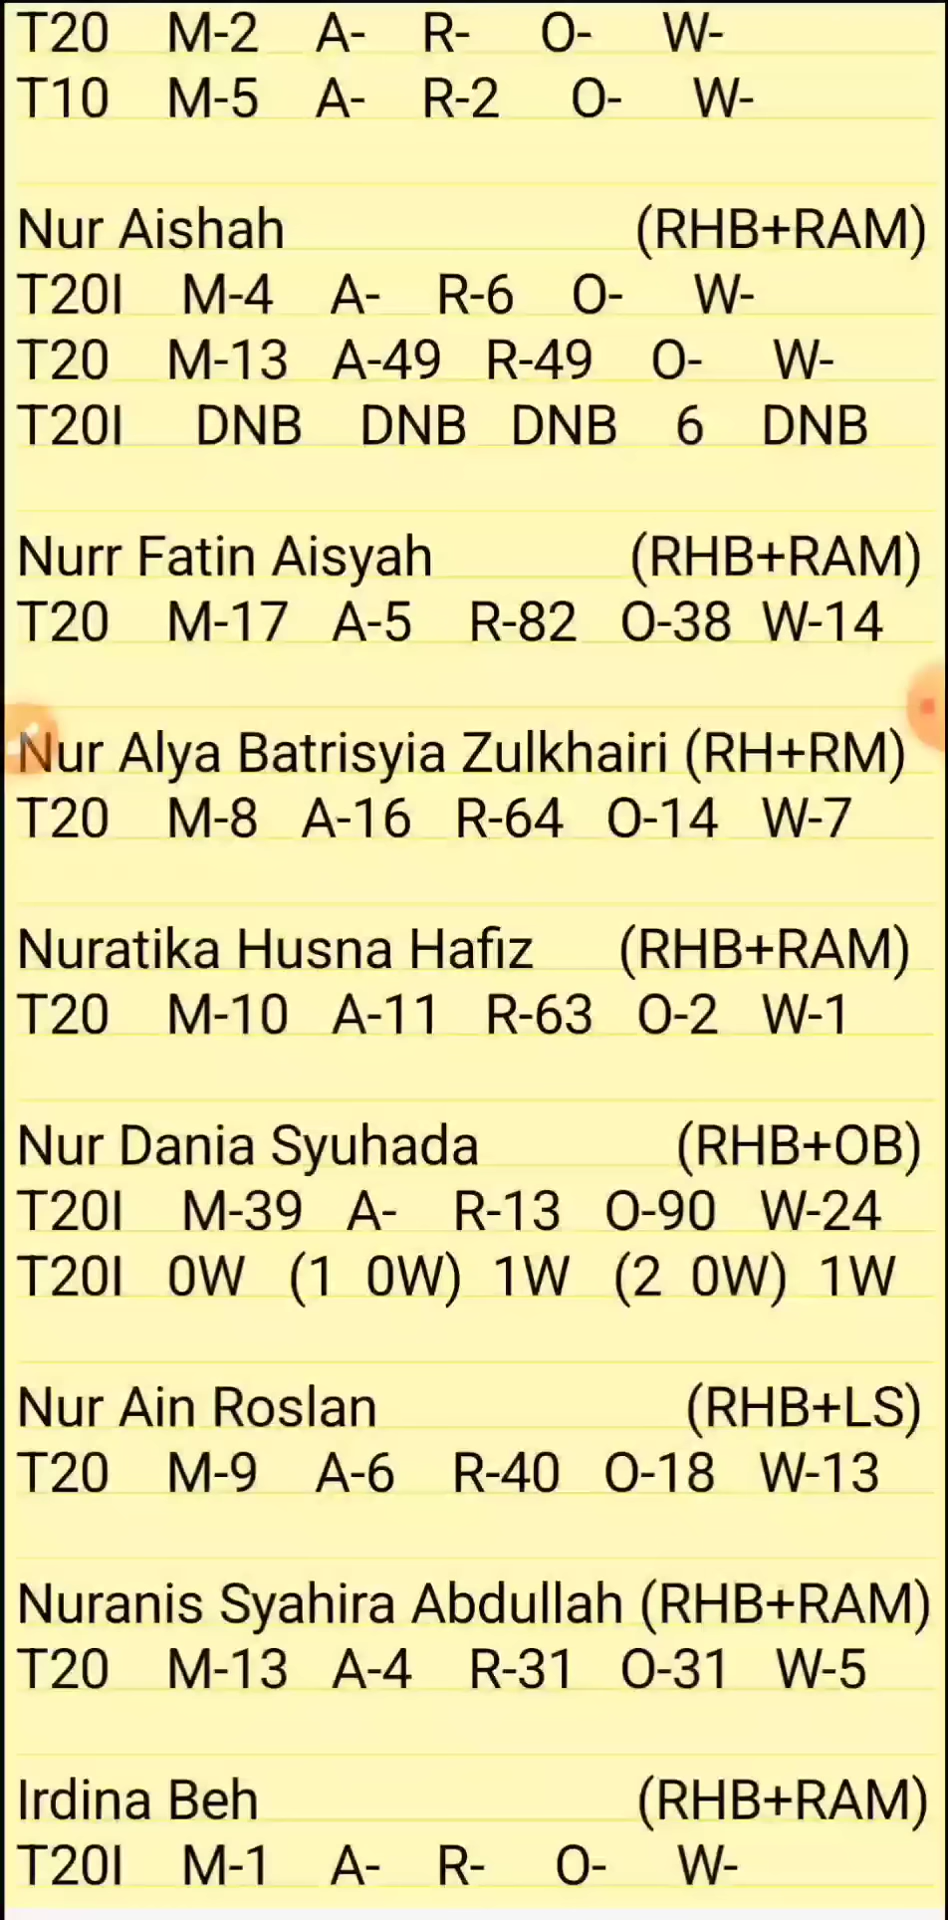 T20 M-2 A- R- O- W-
T10 M-5 A- R-2 O- W-
Nur Aishah (RHB+RAM)
T20I M-4 A- R-6 O- W-
T20 M-13 A-49 R-49 O- W-
T20I DNB DNB DNB 6 DNB
Nurr Fatin Aisyah (RHB+RAM)
T20 M-17 A-5 R-82 O-38 W-14
Nur Alya Batrisyia Zulkhairi (RH+RM)
T20 M-8 A-16 R-64 O-14 W-7
Nuratika Husna Hafiz (RHB+RAM)
T20 M-10 A-11 R-63 O-2 W-1
Nur Dania Syuhada (RHB+OB)
T20I M-39 A- R-13 O-90 W-24
T20I 0W (1 0W) 1W (2 0W) 1W
Nur Ain Roslan (RHB+LS)
T20 M-9 A-6 R-40 O-18 W-13
Nuranis Syahira Abdullah (RHB+RAM)
T20 M-13 A-4 R-31 O-31 W-5
Irdina Beh (RHB+RAM)
T20I M-1 A- R- O- W-